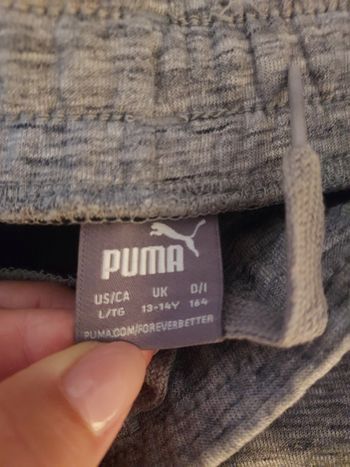 PUMA
US/CA UK D/I
L/TG 13-14Y 164
PUMA.COM/FOREVERBETTER